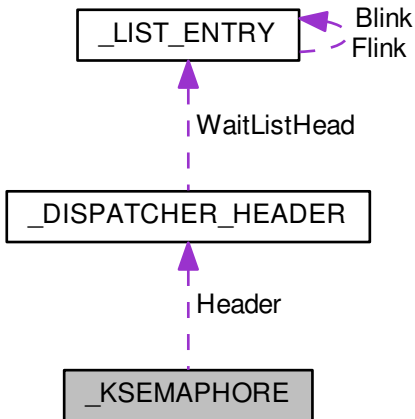 _LIST_ENTRY
Blink
Flink
WaitListHead
_DISPATCHER_HEADER
Header
_KSEMAPHORE